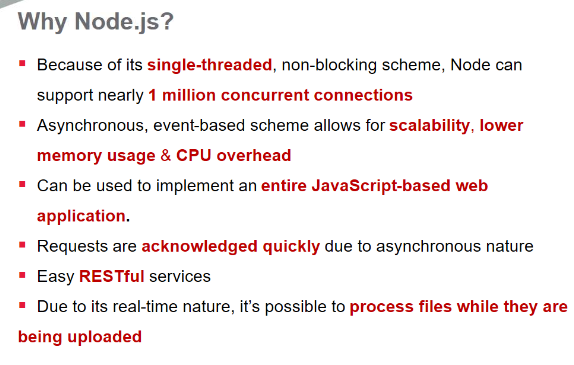 Why Node.js?
▪ Because of its single-threaded, non-blocking scheme, Node can
support nearly 1 million concurrent connections
▪ Asynchronous, event-based scheme allows for scalability, lower
memory usage & CPU overhead
▪ Can be used to implement an entire JavaScript-based web
application.
▪ Requests are acknowledged quickly due to asynchronous nature
▪ Easy RESTful services
▪ Due to its real-time nature, it's possible to process files while they are
being uploaded